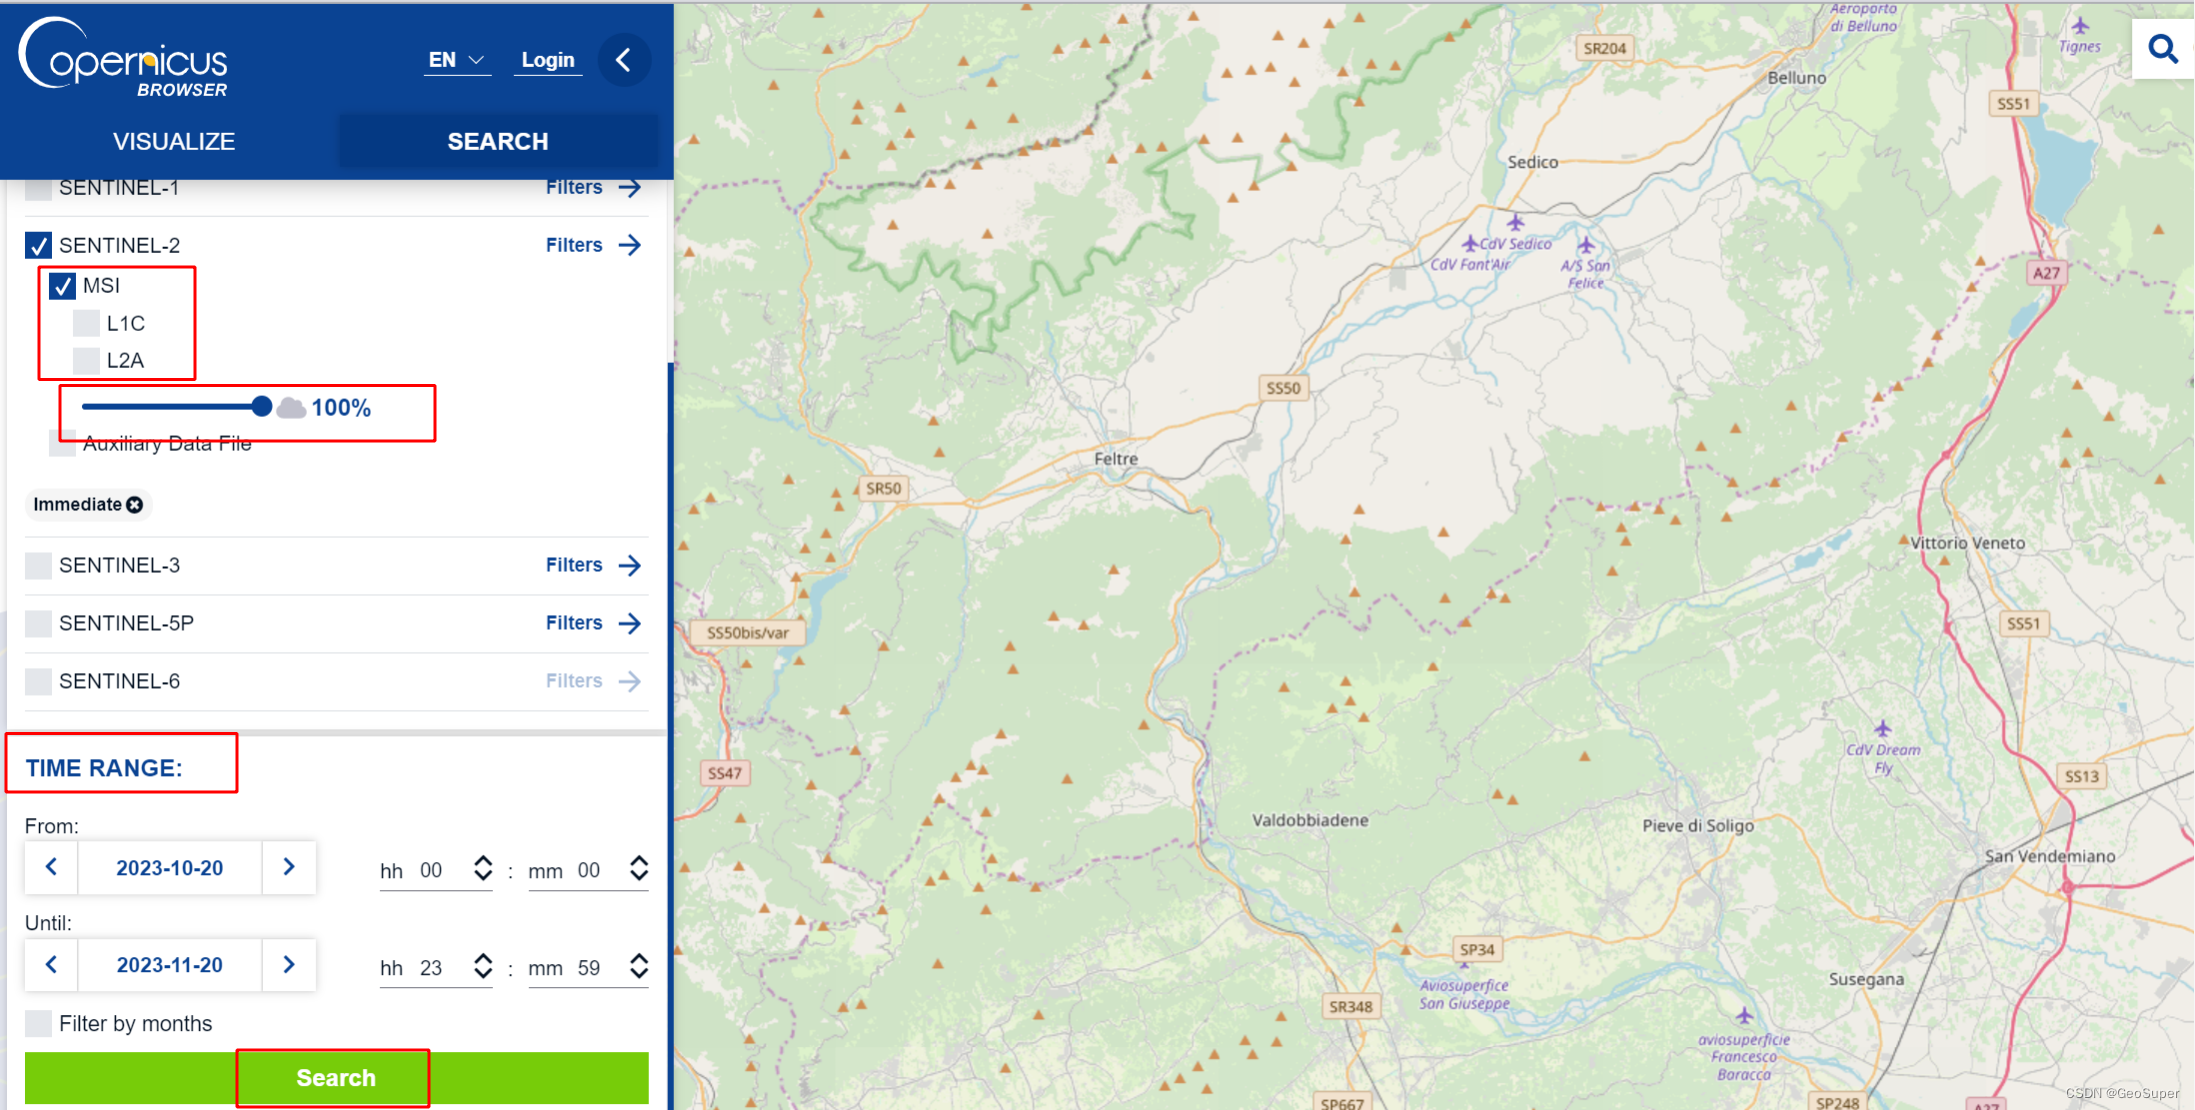 Copernicus
BROWSER
EN
Login
VISUALIZE
SEARCH
SENTINEL-1
Filters
SENTINEL-2
Filters
MSI
L1C
L2A
100%
Auxiliary Data File
Immediate
SENTINEL-3
Filters
SENTINEL-5P
Filters
SENTINEL-6
Filters
TIME RANGE:
From:
2023-10-20
hh 00 : mm 00
Until:
2023-11-20
hh 23 : mm 59
Filter by months
Search
Aeroporto
di Belluno
Tignes
SR204
Belluno
SS51
Sedico
CdV Sedico
CdV Font'Air
A/S San
Felice
A27
SS50
Feltre
SR50
Vittorio Veneto
SS50bis/var
SS51
CdV Dream
Fly
SS47
SS13
Valdobbiadene
Pieve di Soligo
San Vendemiano
SP34
Aviosuperfice
San Giuseppe
Susegana
SR348
aviosuperficie
Francesco
Baracca
SP667
SP248
A27
CSDN @GeoSuper